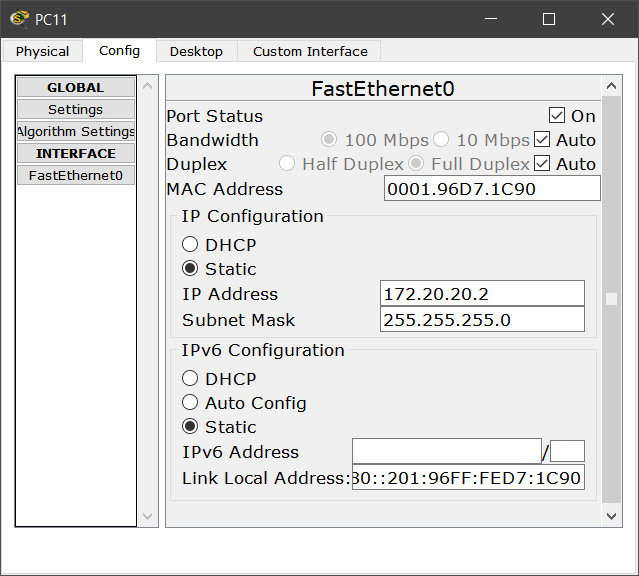 PC11
Physical Config Desktop Custom Interface
GLOBAL
Settings
Algorithm Settings
INTERFACE
FastEthernet0
FastEthernet0
Port Status On
Bandwidth 100 Mbps 10 Mbps Auto
Duplex Half Duplex Full Duplex Auto
MAC Address 0001.96D7.1C90
IP Configuration
DHCP
Static
IP Address 172.20.20.2
Subnet Mask 255.255.255.0
IPv6 Configuration
DHCP
Auto Config
Static
IPv6 Address /
Link Local Address: 80::201:96FF:FED7:1C90